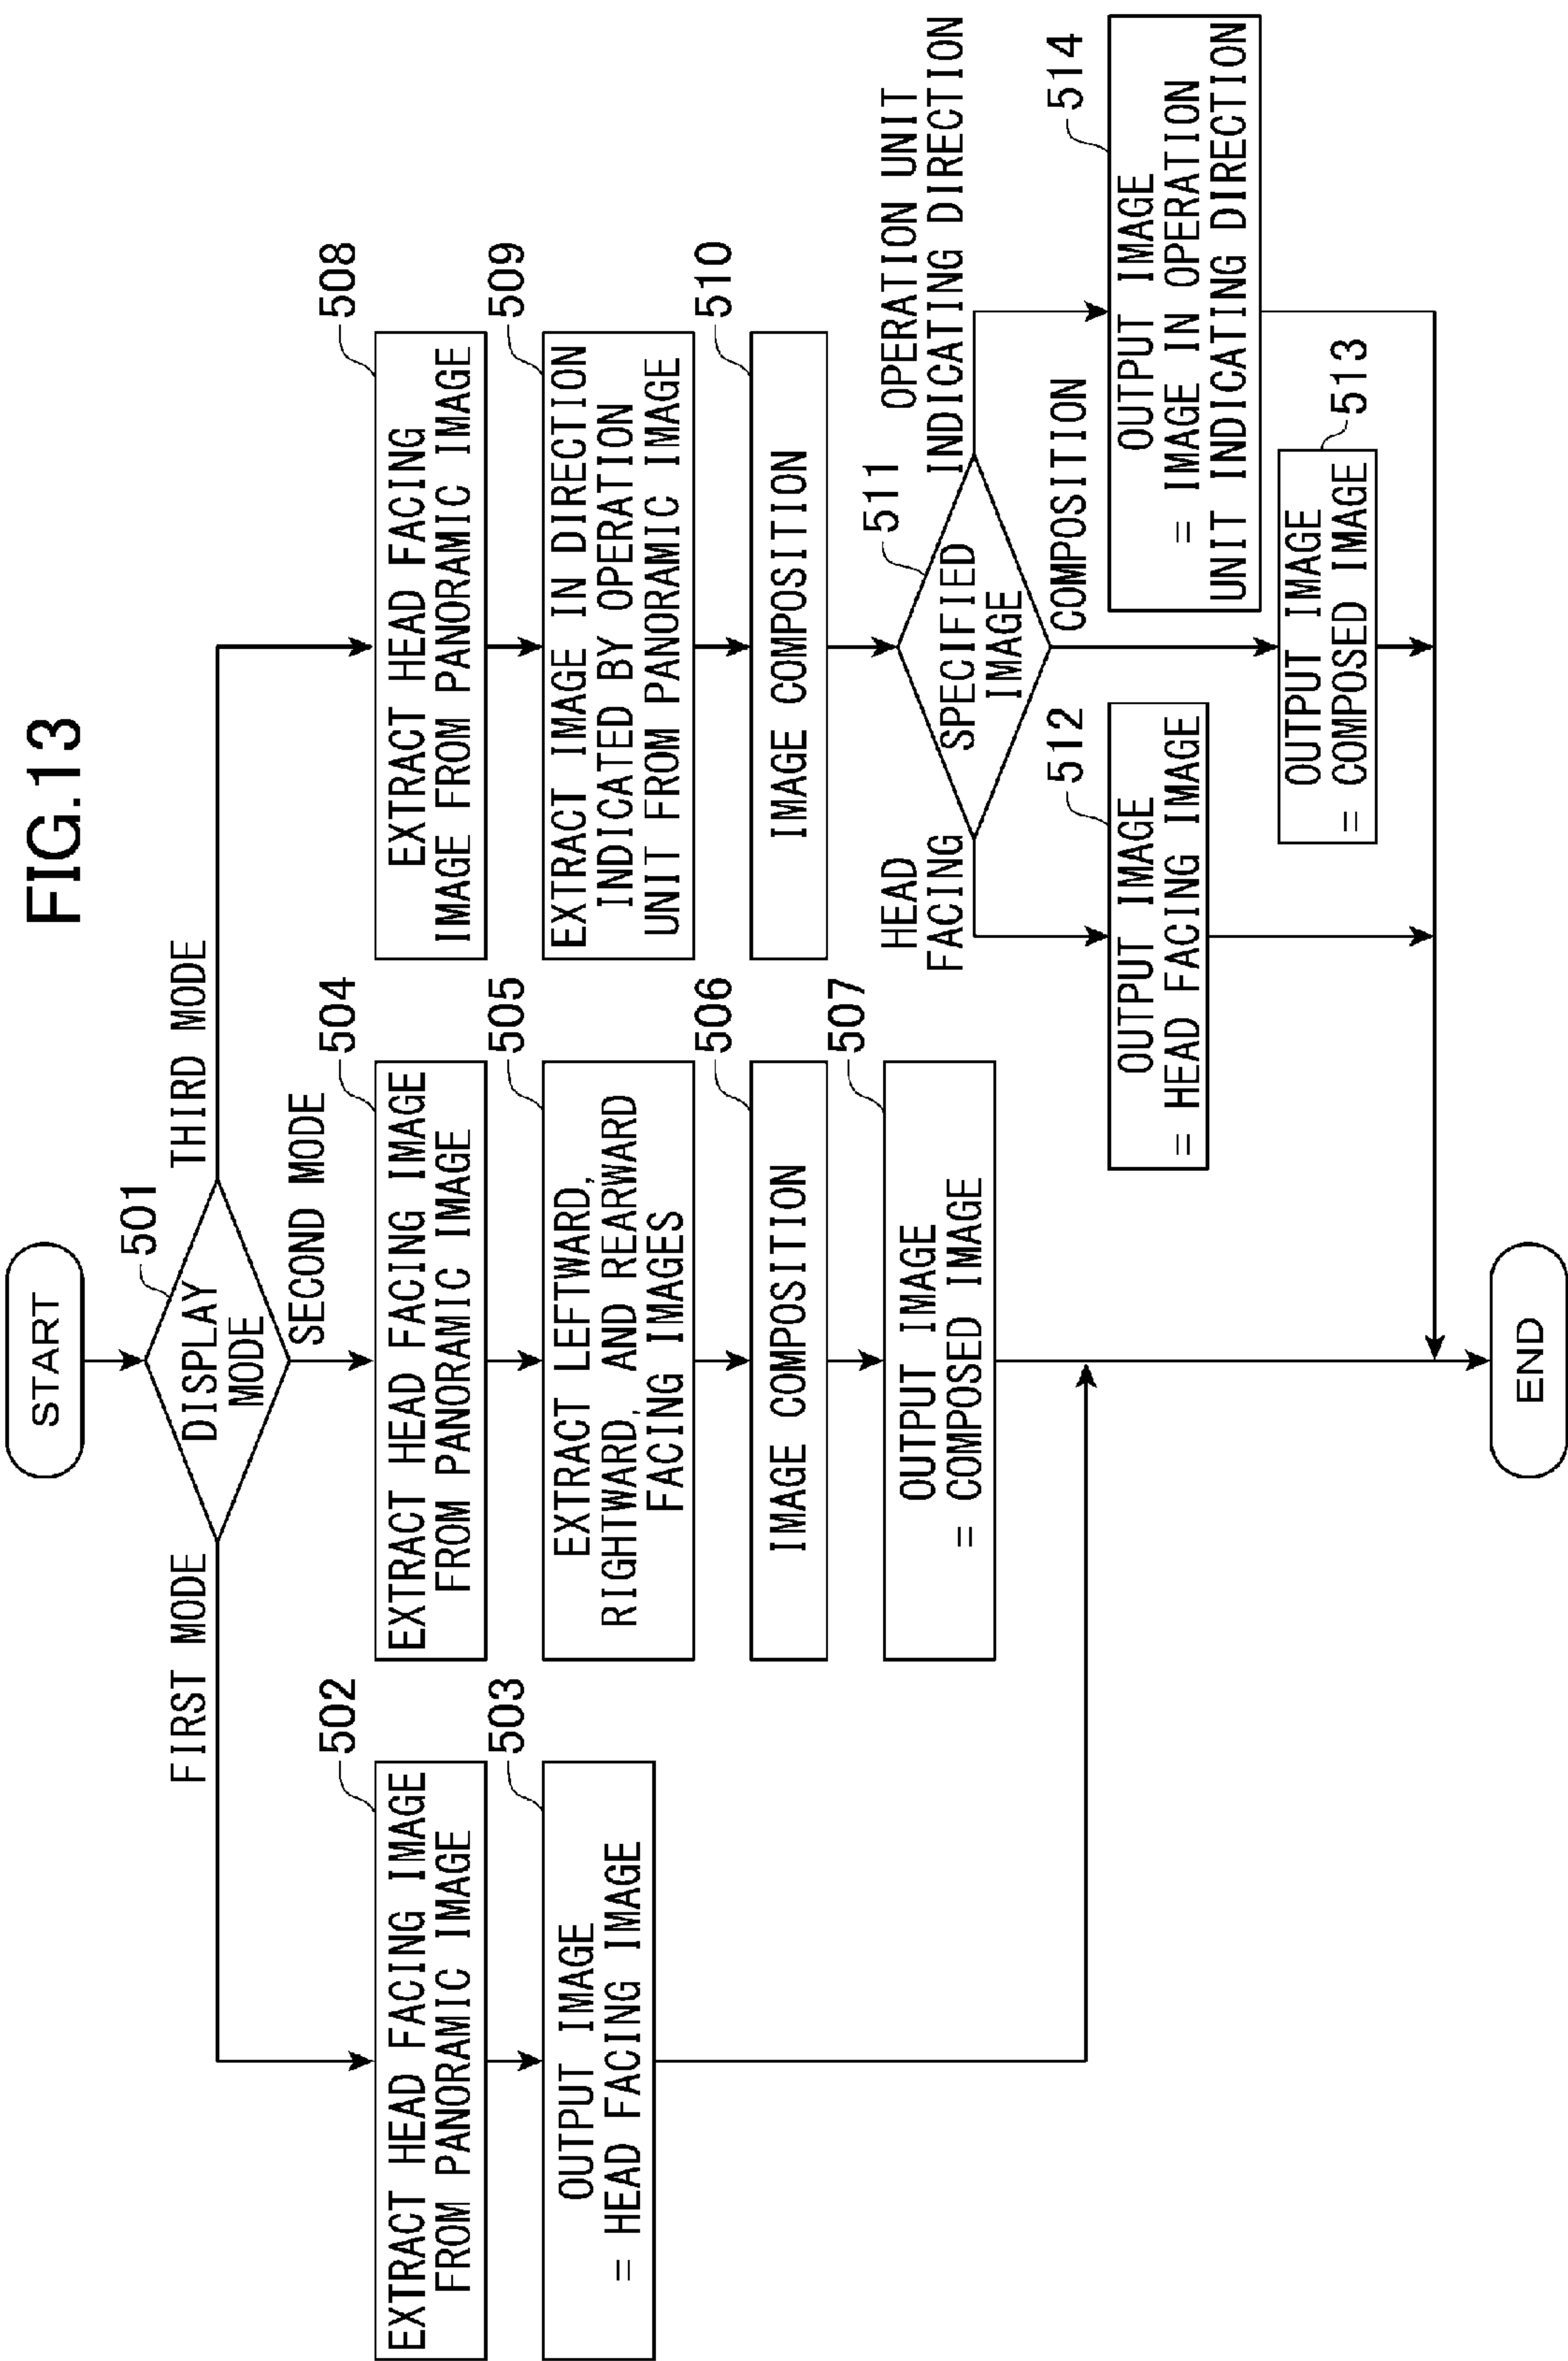 FIG.13
START
501
DISPLAY
MODE
FIRST MODE
SECOND MODE
THIRD MODE
502
EXTRACT HEAD FACING IMAGE
FROM PANORAMIC IMAGE
503
OUTPUT IMAGE
= HEAD FACING IMAGE
504
EXTRACT HEAD FACING IMAGE
FROM PANORAMIC IMAGE
505
EXTRACT LEFTWARD,
RIGHTWARD, AND REARWARD
FACING IMAGES
506
IMAGE COMPOSITION
507
OUTPUT IMAGE
= COMPOSED IMAGE
508
EXTRACT HEAD FACING
IMAGE FROM PANORAMIC IMAGE
509
EXTRACT IMAGE IN DIRECTION
INDICATED BY OPERATION
UNIT FROM PANORAMIC IMAGE
510
IMAGE COMPOSITION
511
SPECIFIED
IMAGE
HEAD
FACING
COMPOSITION
OPERATION UNIT
INDICATING DIRECTION
512
OUTPUT IMAGE
= HEAD FACING IMAGE
513
OUTPUT IMAGE
= COMPOSED IMAGE
514
OUTPUT IMAGE
= IMAGE IN OPERATION
UNIT INDICATING DIRECTION
END